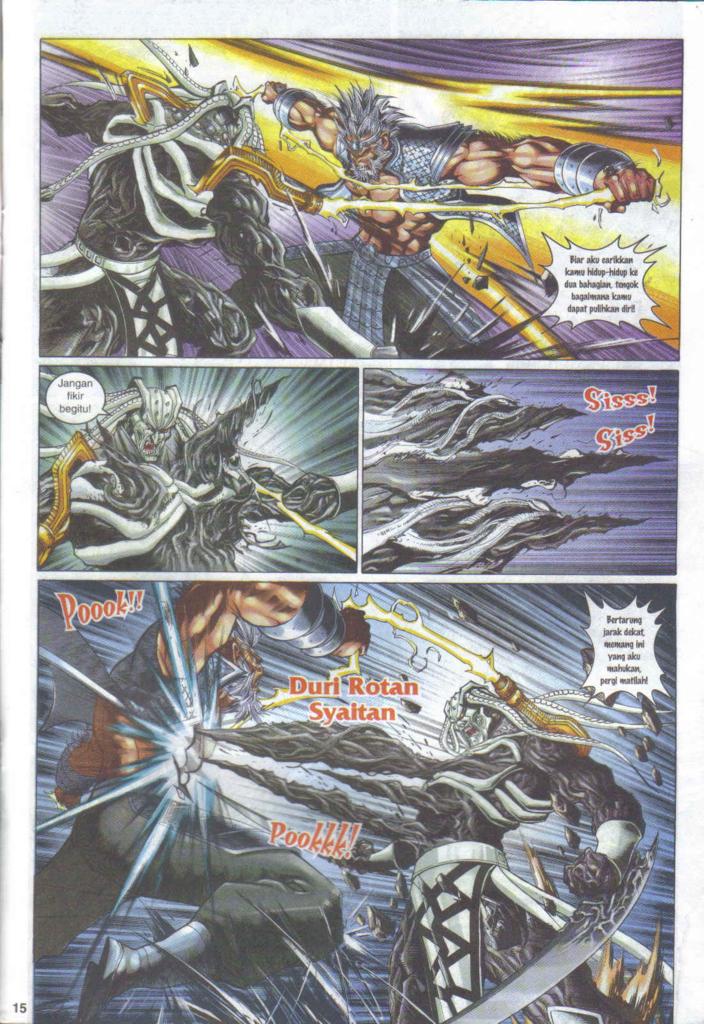 Biar aku carikkan
kamu hidup-hidup ke
dua bahagian, tengok
bagaimana kamu
dapat pulihkan diri!
Jangan
fikir
begitu!
Sisss!
Siss!
Poook!!
Bertarung
jarak dekat,
memang ini
yang aku
mahukan,
pergi matilah!
Duri Rotan
Syaitan
Pookkk!
15